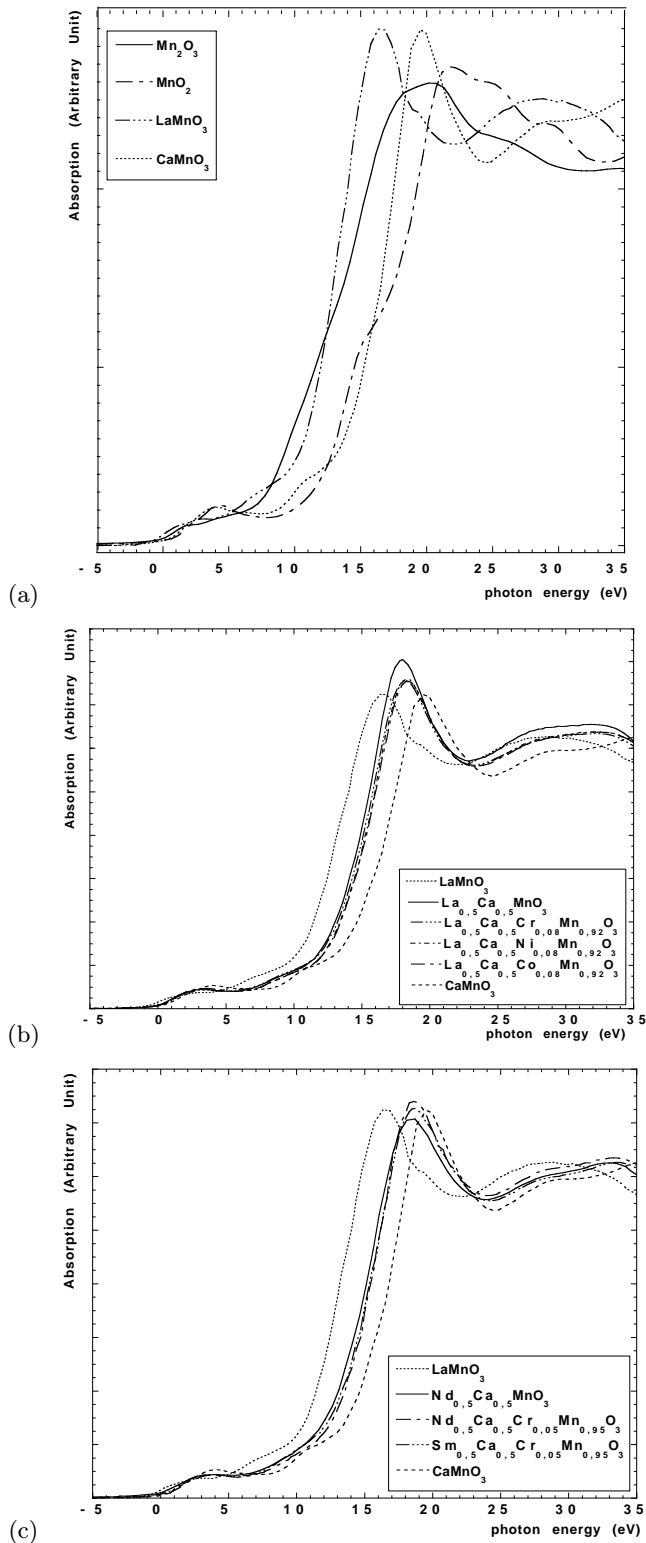 Absorption (Arbitrary Unit)
Mn2O3
MnO2
LaMnO3
CaMnO3
- 5 0 5 10 15 20 25 30 35
photon energy (eV)
(a)
Absorption (Arbitrary Unit)
LaMnO3
La0,5Ca0,5MnO3
La0,5Ca0,5Cr0,08Mn0,92O3
La0,5Ca0,5Ni0,08Mn0,92O3
La0,5Ca0,5Co0,08Mn0,92O3
CaMnO3
- 5 0 5 10 15 20 25 30 35
photon energy (eV)
(b)
Absorption (Arbitrary Unit)
LaMnO3
Nd0,5Ca0,5MnO3
Nd0,5Ca0,5Cr0,05Mn0,95O3
Sm0,5Ca0,5Cr0,05Mn0,95O3
CaMnO3
- 5 0 5 10 15 20 25 30 35
photon energy (eV)
(c)